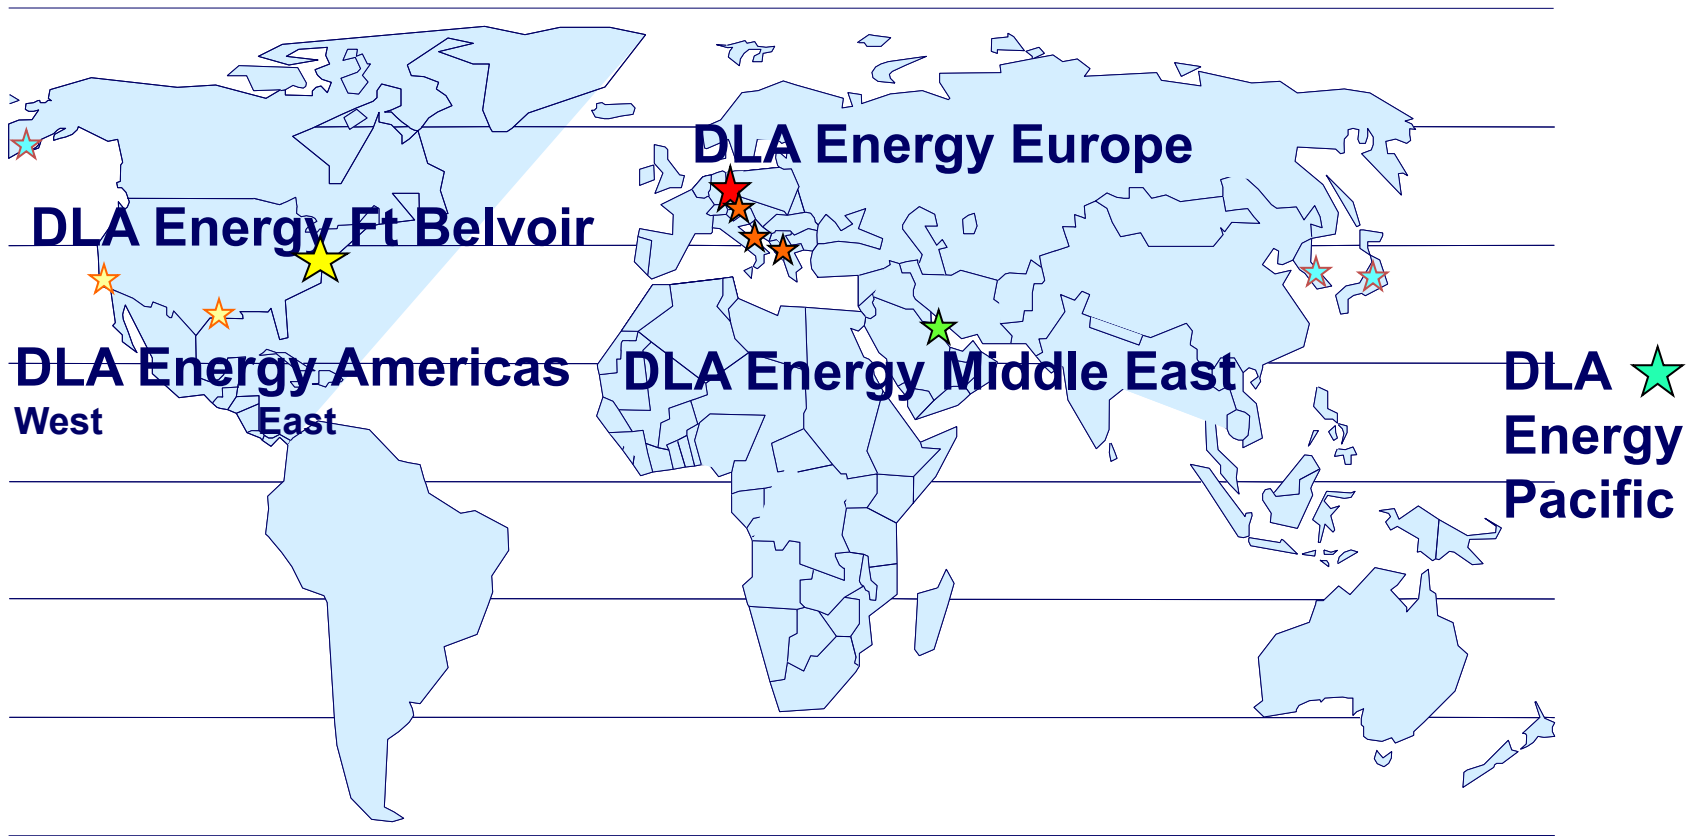 DLA Energy Europe
DLA Energy Ft Belvoir
DLA Energy Americas
West East
DLA Energy Middle East
DLA
Energy
Pacific